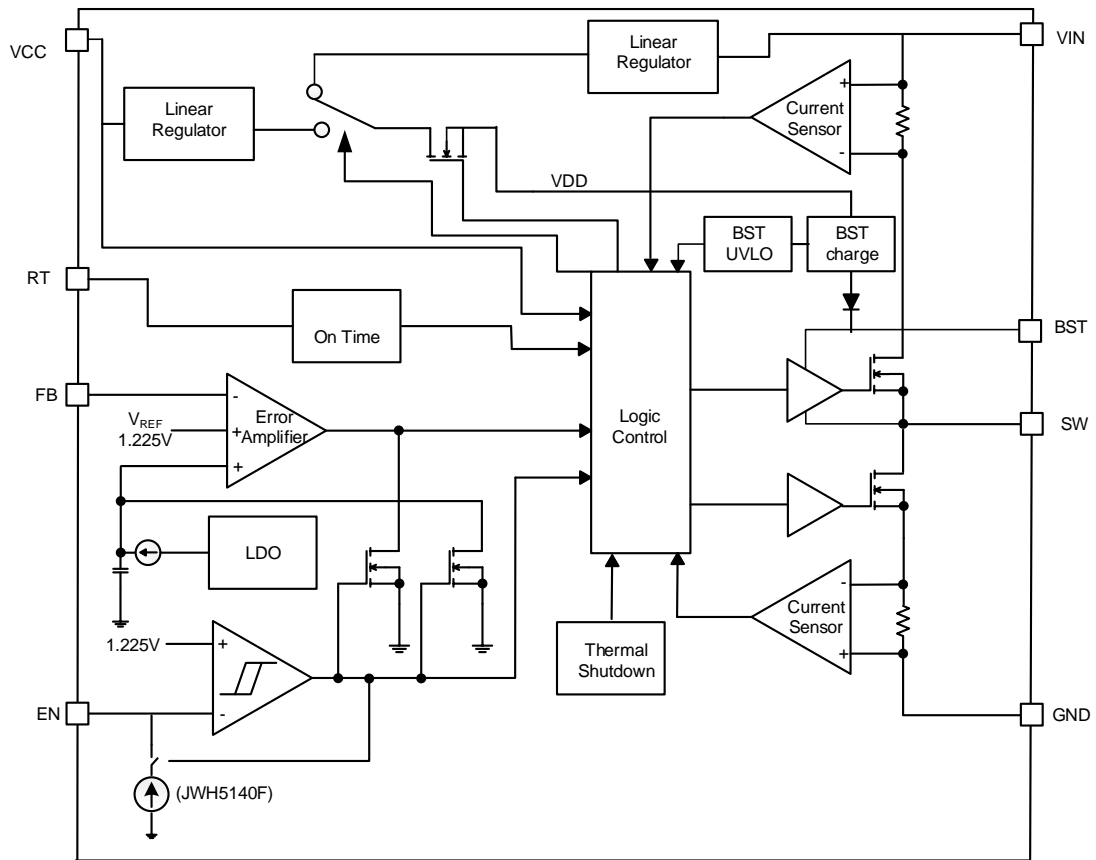 VCC
Linear
Regulator
VIN
Linear
Regulator
+
Current
Sensor
-
VDD
BST
UVLO
BST
charge
RT
On Time
BST
FB
-
VREF
1.225V
+
Error
Amplifier
+
Logic
Control
SW
LDO
-
Current
Sensor
+
1.225V
+
Thermal
Shutdown
EN
-
GND
(JWH5140F)